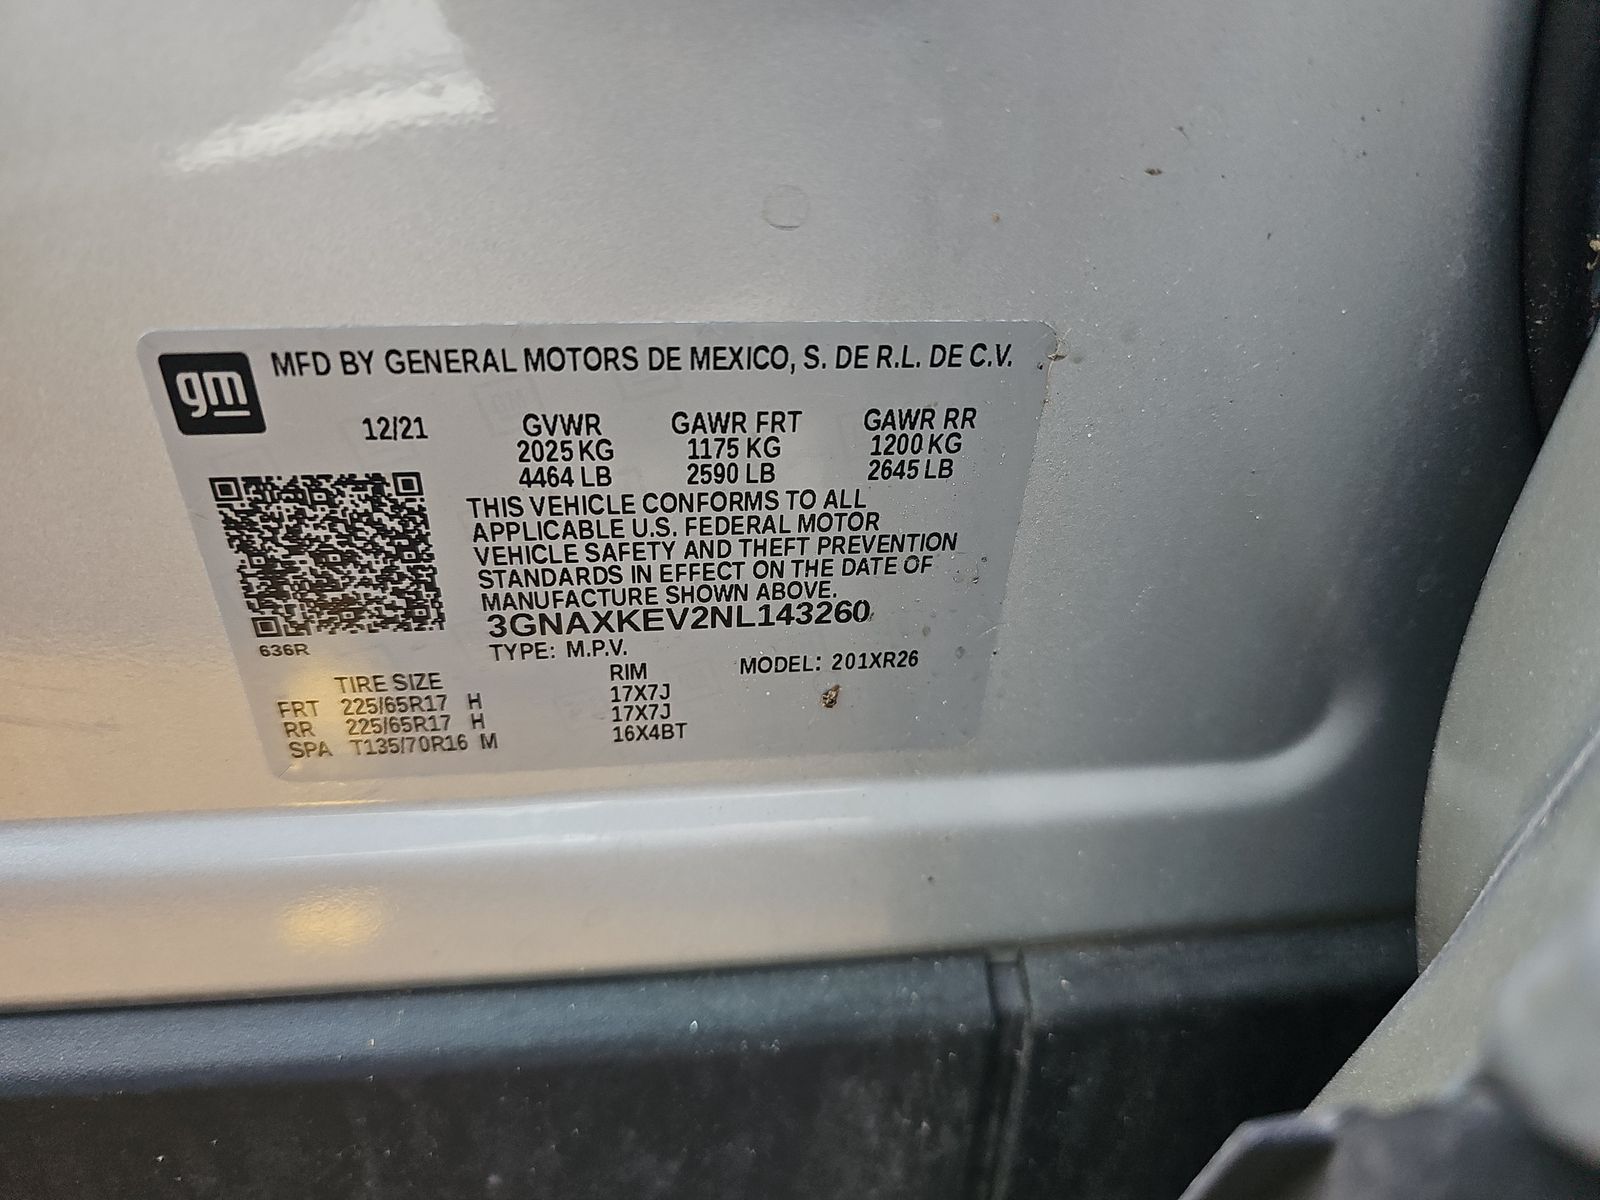 gm MFD BY GENERAL MOTORS DE MEXICO, S. DE R.L. DE C.V.
12/21 GVWR GAWR FRT GAWR RR
2025 KG 1175 KG 1200 KG
4464 LB 2590 LB 2645 LB
THIS VEHICLE CONFORMS TO ALL
APPLICABLE U.S. FEDERAL MOTOR
VEHICLE SAFETY AND THEFT PREVENTION
STANDARDS IN EFFECT ON THE DATE OF
MANUFACTURE SHOWN ABOVE.
3GNAXKEV2NL143260
636R TYPE: M.P.V. MODEL: 201XR26
TIRE SIZE RIM
FRT 225/65R17 H 17X7J
RR 225/65R17 H 17X7J
SPA T135/70R16 M 16X4BT